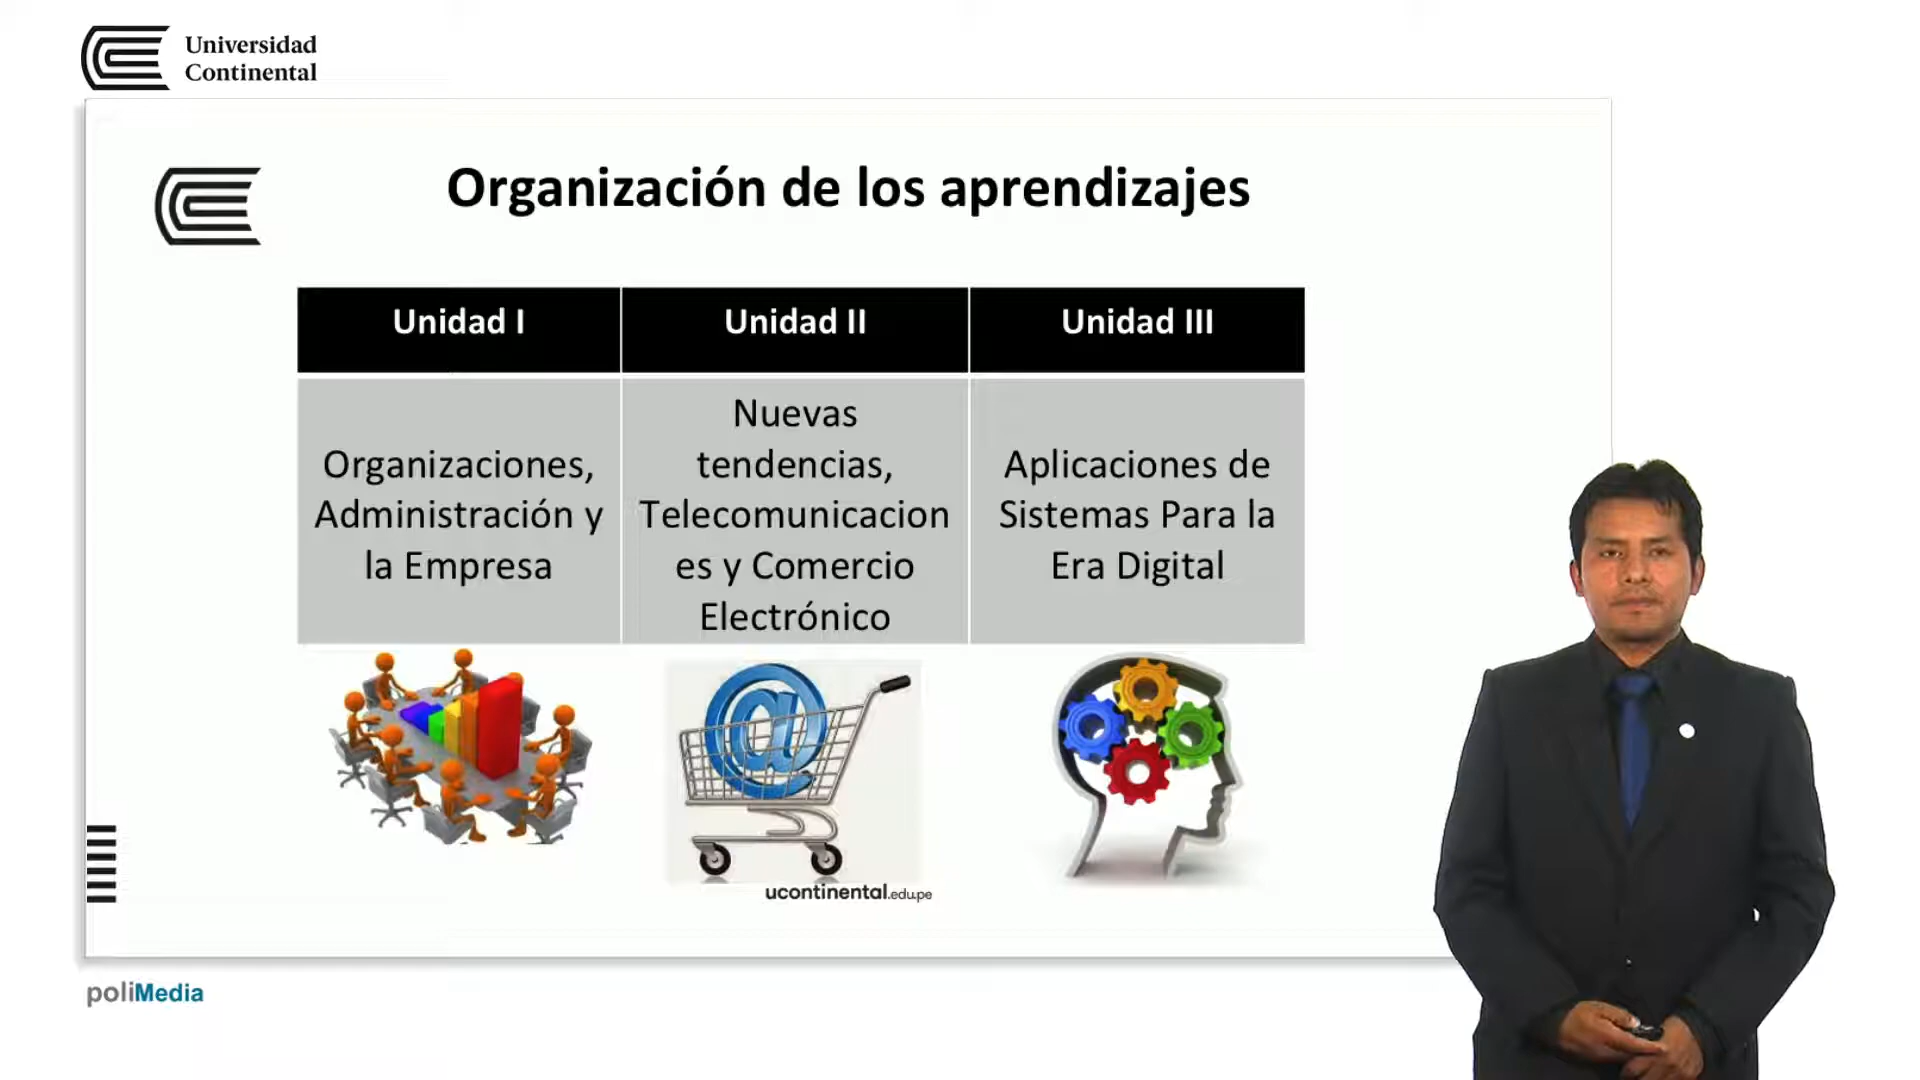 Universidad
Continental
Organización de los aprendizajes
Unidad I
Unidad II
Unidad III
Organizaciones,
Administración y
la Empresa
Nuevas
tendencias,
Telecomunicacion
es y Comercio
Electrónico
Aplicaciones de
Sistemas Para la
Era Digital
ucontinental.edu.pe
poliMedia